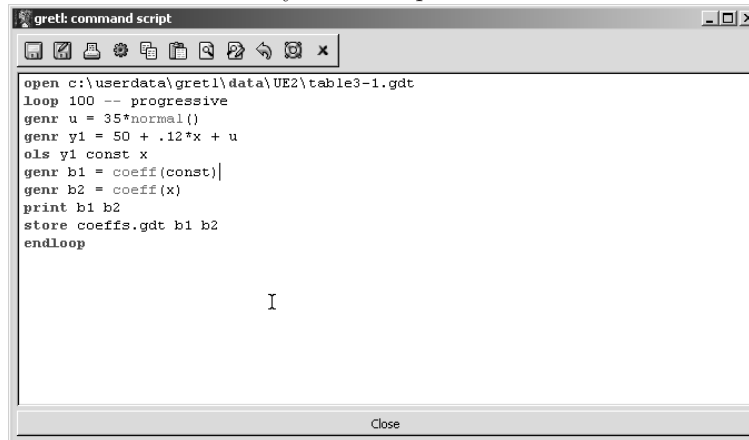 gretl: command script
open c:\userdata\gretl\data\UE2\table3-1.gdt
loop 100 -- progressive
genr u = 35*normal()
genr y1 = 50 + .12*x + u
ols y1 const x
genr b1 = coeff(const)
genr b2 = coeff(x)
print b1 b2
store coeffs.gdt b1 b2
endloop
Close